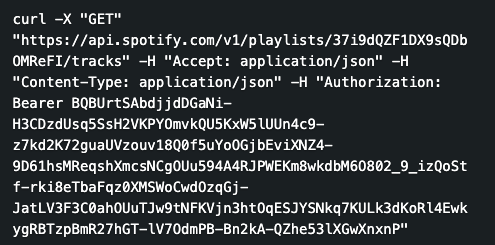 curl -X "GET"
"https://api.spotify.com/v1/playlists/37i9dQZF1DX9sQDb
OMReFI/tracks" -H "Accept: application/json" -H
"Content-Type: application/json" -H "Authorization:
Bearer BQBUrtSAbdjjdDGaNi-
H3CDzdUsq5SsH2VKPYOmvkQU5KxW5lUUn4c9-
z7kd2K72guaUVzouv18Q0f5uYoOGjbEviXNZ4-
9D61hsMReqshXmcsNCgOUu594A4RJPWEKm8wkdbM6O802_9_izQoSt
f-rki8eTbaFqz0XMSWoCwdOzqGj-
JatLV3F3C0ahOUuTJw9tNFKVjn3htOqESJYSNkq7KULk3dKoRl4Ewk
ygRBTzpBmR27hGT-lV7OdmPB-Bn2kA-QZhe53lXGwXnxnP"